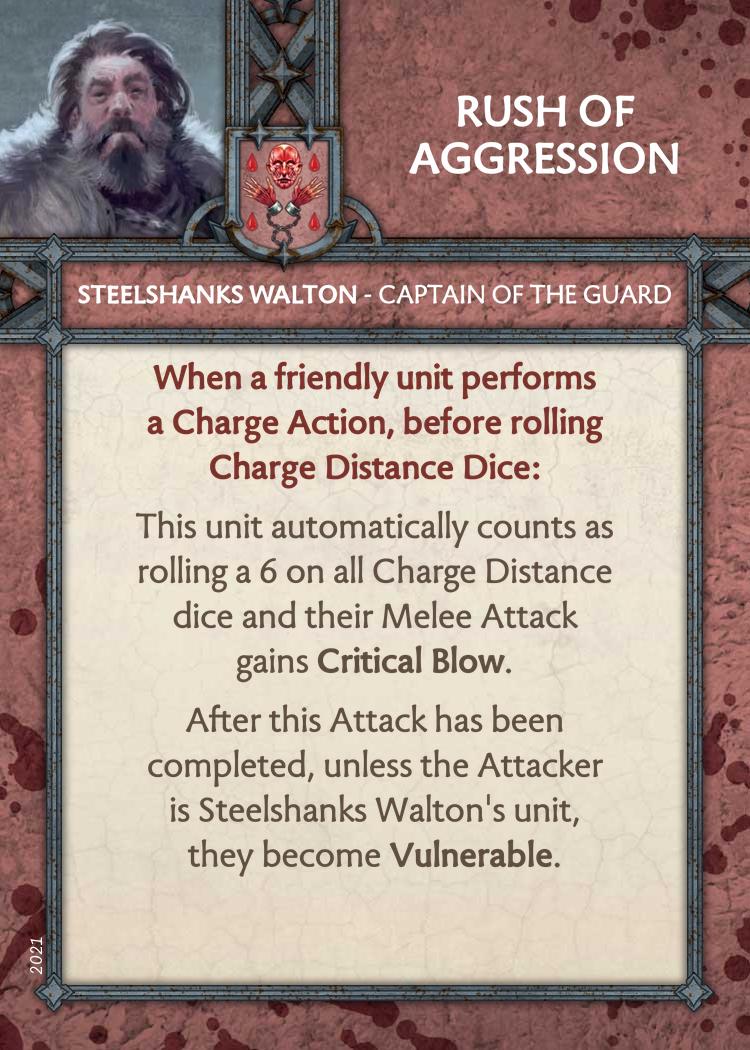 RUSH OF
AGGRESSION
STEELSHANKS WALTON - CAPTAIN OF THE GUARD
When a friendly unit performs
a Charge Action, before rolling
Charge Distance Dice:
This unit automatically counts as
rolling a 6 on all Charge Distance
dice and their Melee Attack
gains Critical Blow.
After this Attack has been
completed, unless the Attacker
is Steelshanks Walton's unit,
they become Vulnerable.
2021